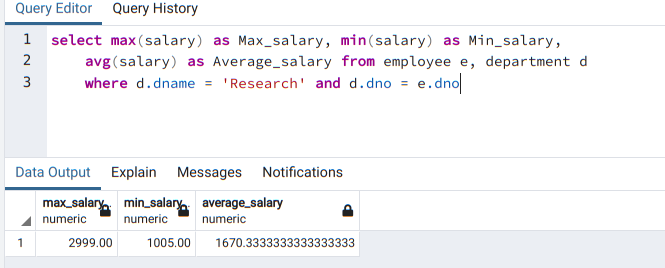 Query Editor Query History
1 select max(salary) as Max_salary, min(salary) as Min_salary,
2 avg(salary) as Average_salary from employee e, department d
3 where d.dname = 'Research' and d.dno = e.dno
Data Output Explain Messages Notifications
max_salary min_salary average_salary
numeric numeric numeric
1 2999.00 1005.00 1670.3333333333333333